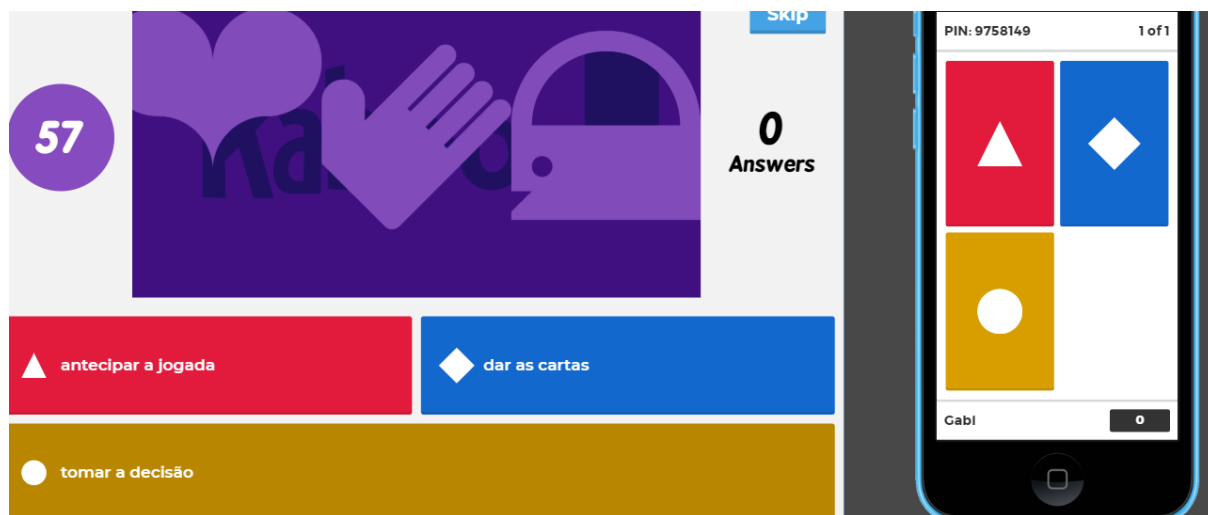 Skip
57
0
Answers
antecipar a jogada
dar as cartas
tomar a decisão
PIN: 9758149
1 of 1
Gabi
0